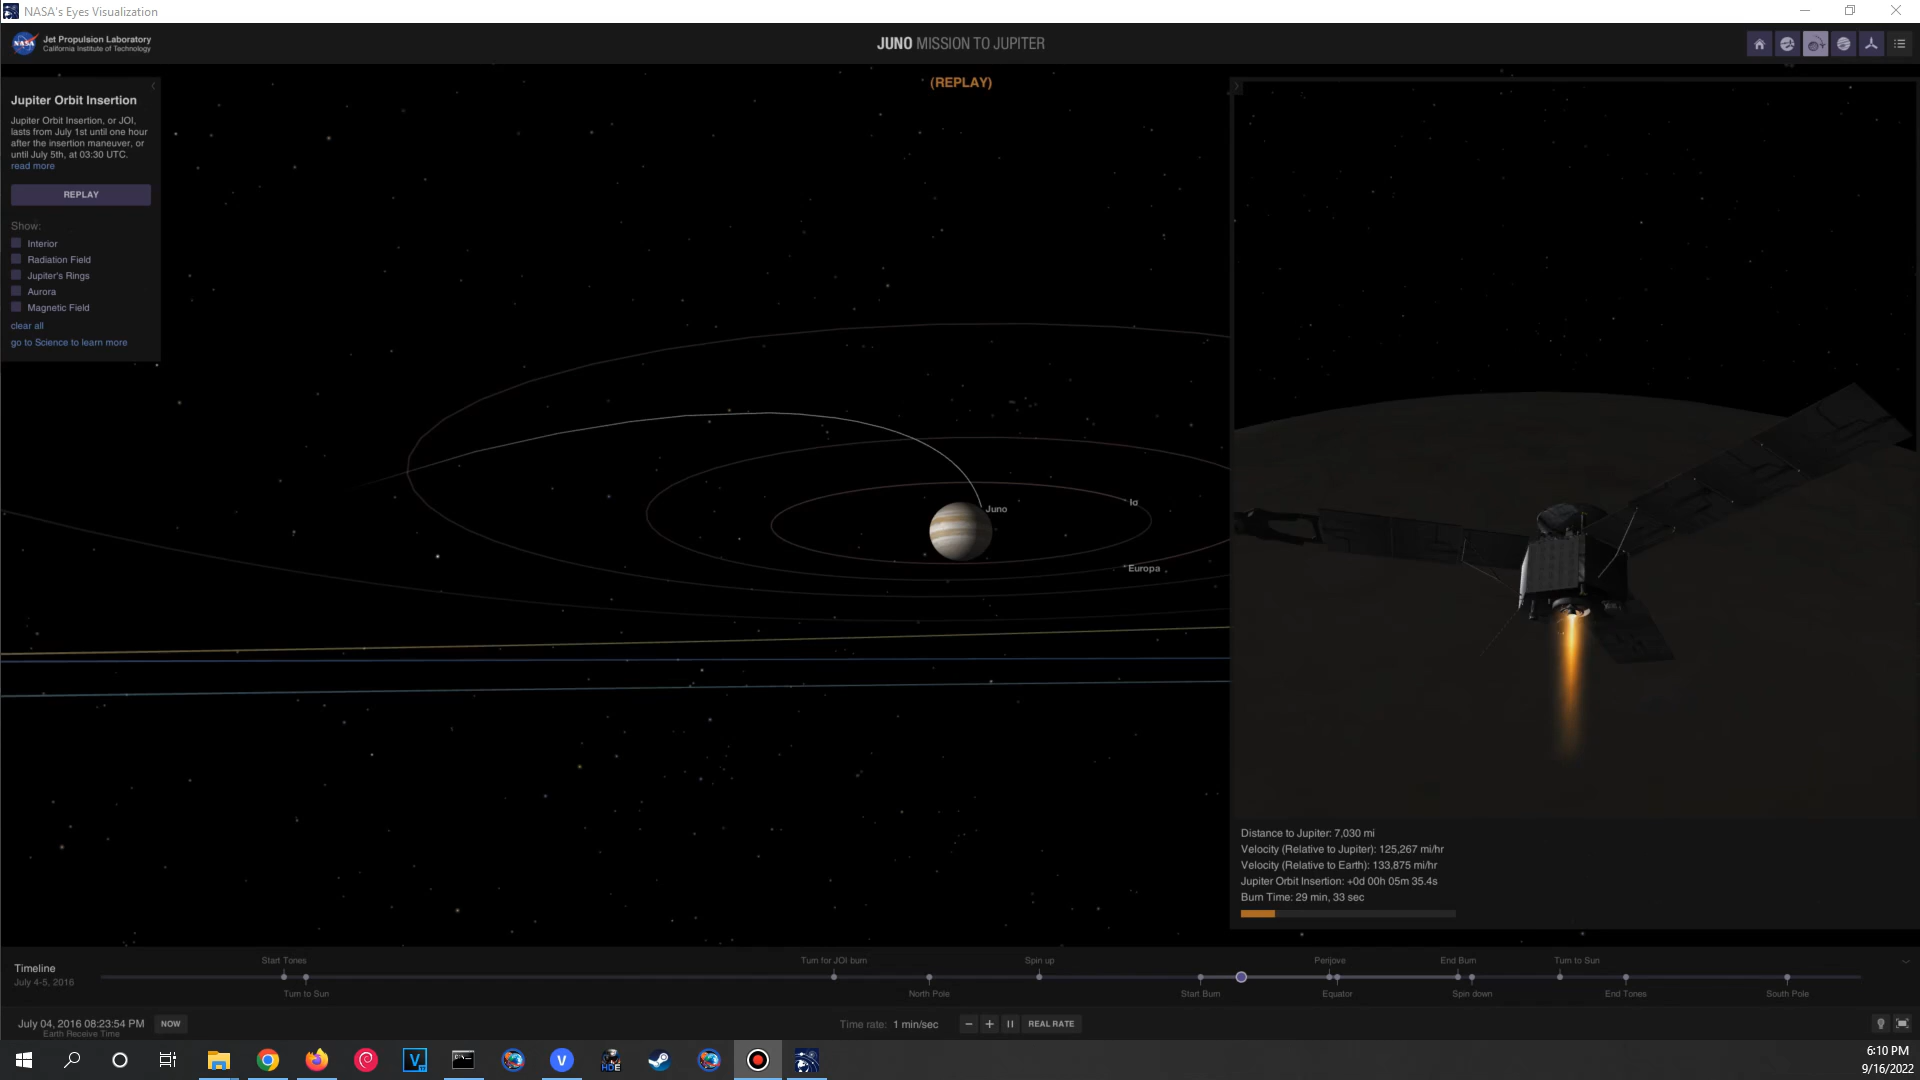 NASA's Eyes Visualization
NASA
Jet Propulsion Laboratory
California Institute of Technology
JUNO MISSION TO JUPITER
(REPLAY)
Jupiter Orbit Insertion
Jupiter Orbit Insertion, or JOI,
lasts from July 1st until one hour
after the insertion maneuver, or
until July 5th, at 03:30 UTC.
read more
REPLAY
Show:
Interior
Radiation Field
Jupiter's Rings
Aurora
Magnetic Field
clear all
go to Science to learn more
Io
Juno
Europa
Distance to Jupiter: 7,030 mi
Velocity (Relative to Jupiter): 125,267 mi/hr
Velocity (Relative to Earth): 133,875 mi/hr
Jupiter Orbit Insertion: +0d 00h 05m 35.4s
Burn Time: 29 min, 33 sec
Timeline
July 4-5, 2016
Start Tones
Turn for JOI burn
Spin up
Perijove
End Burn
Turn to Sun
Turn to Sun
North Pole
Start Burn
Equator
Spin down
End Tones
South Pole
July 04, 2016 08:23:54 PM
NOW
Earth Receive Time
Time rate: 1 min/sec
REAL RATE
V
V
HDE
6:10 PM
9/16/2022